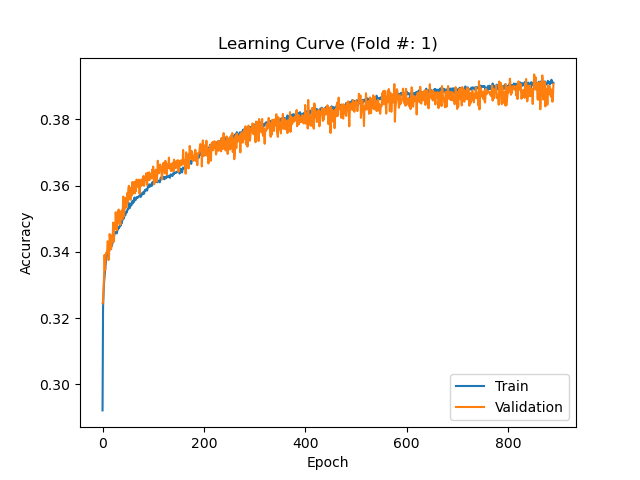 Learning Curve (Fold #: 1)
0.38
0.36
0.34
0.32
0.30
Accuracy
0
200
400
600
800
Epoch
Train
Validation